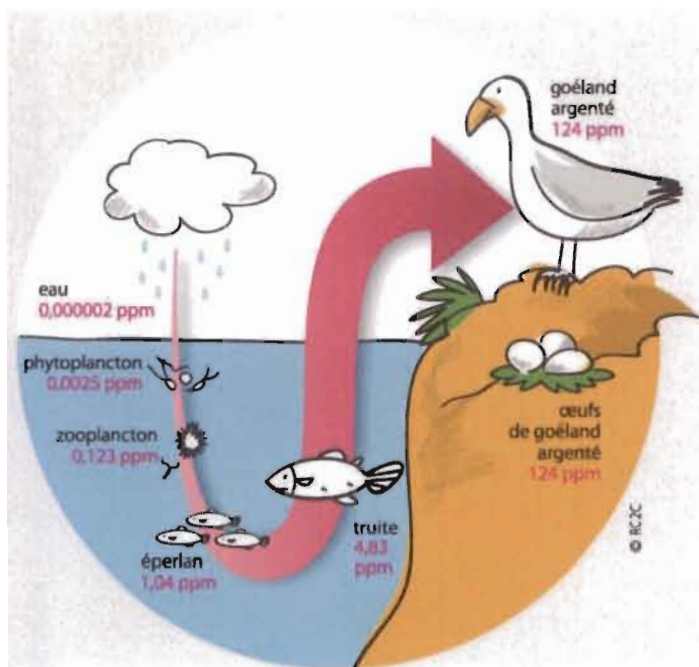 goéland
argenté
124 ppm
eau
0,000002 ppm
phytoplancton
0,0025 ppm
zooplancton
0,123 ppm
éperlan
1,04 ppm
truite
4,83
ppm
œufs
de goéland
argenté
124 ppm
© RC2C